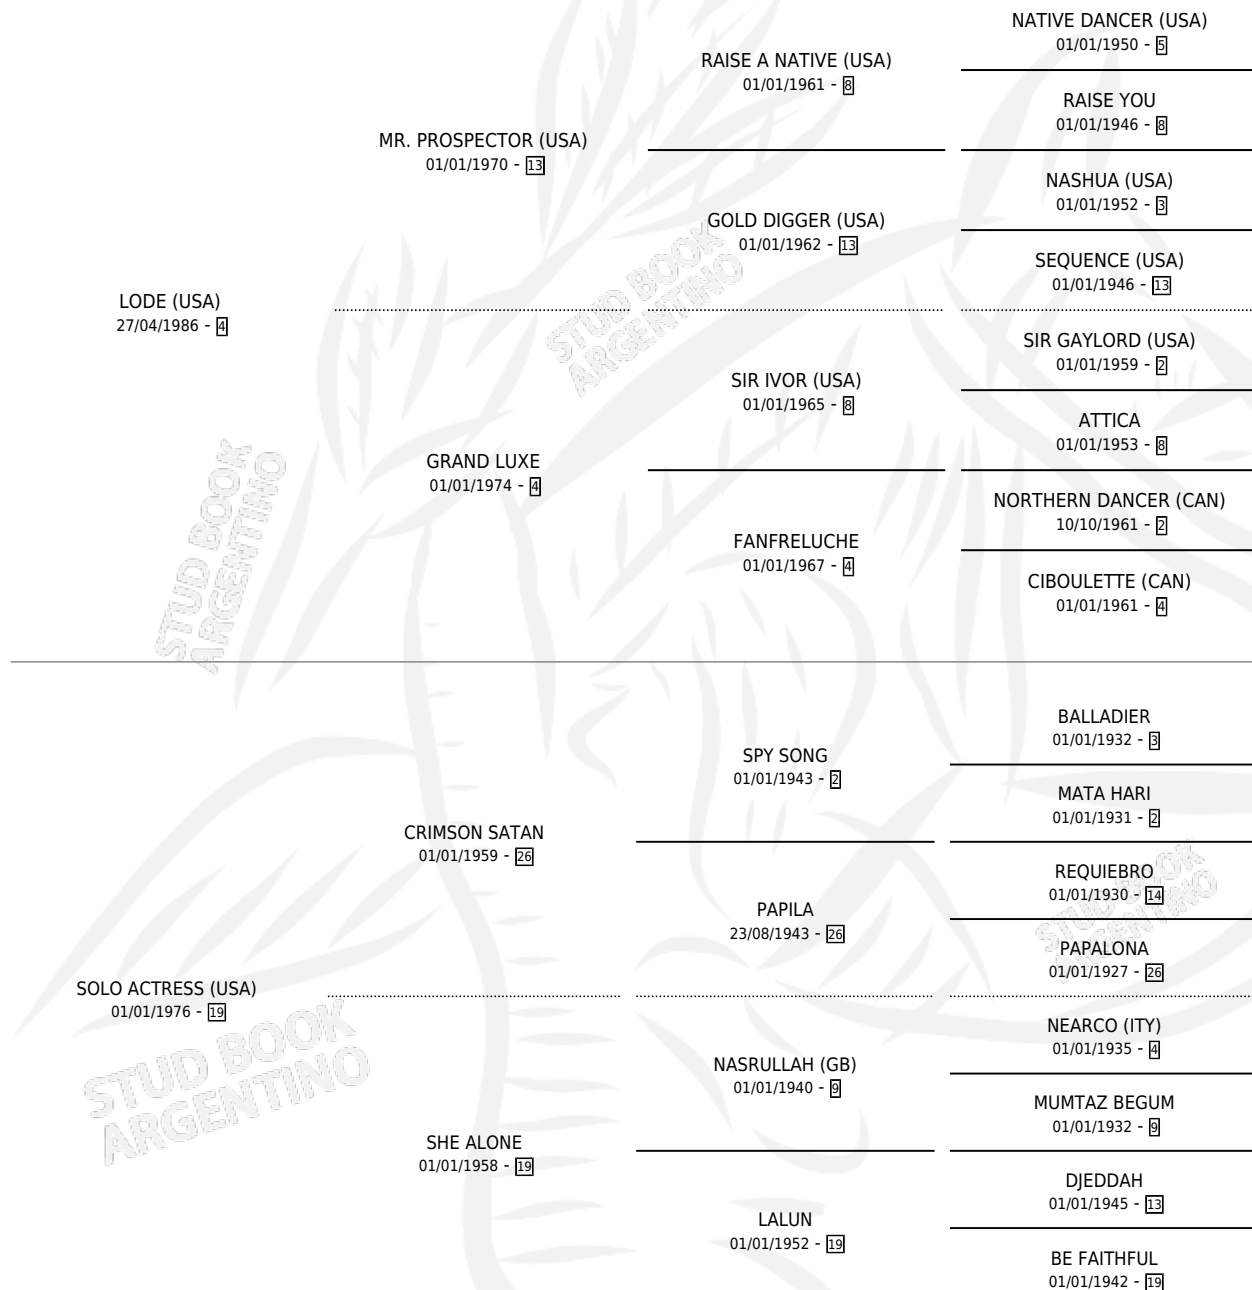 NATIVE DANCER (USA)
01/01/1950 - 5
RAISE A NATIVE (USA)
01/01/1961 - 8
RAISE YOU
01/01/1946 - 8
MR. PROSPECTOR (USA)
01/01/1970 - 13
NASHUA (USA)
01/01/1952 - 3
GOLD DIGGER (USA)
01/01/1962 - 13
SEQUENCE (USA)
01/01/1946 - 13
LODE (USA)
27/04/1986 - 4
STUD BOOK
ARGENTINO
SIR GAYLORD (USA)
01/01/1959 - 2
SIR IVOR (USA)
01/01/1965 - 8
ATTICA
01/01/1953 - 8
GRAND LUXE
01/01/1974 - 4
NORTHERN DANCER (CAN)
10/10/1961 - 2
FANFRELUCHE
01/01/1967 - 4
CIBOULETTE (CAN)
01/01/1961 - 4
STUD BOOK
ARGENTINO
BALLADIER
01/01/1932 - 3
SPY SONG
01/01/1943 - 2
MATA HARI
01/01/1931 - 2
CRIMSON SATAN
01/01/1959 - 26
REQUIEBRO
01/01/1930 - 14
PAPILA
23/08/1943 - 26
PAPALONA
01/01/1927 - 26
STUD BOOK
ARGENTINO
SOLO ACTRESS (USA)
01/01/1976 - 19
NEARCO (ITY)
01/01/1935 - 4
NASRULLAH (GB)
01/01/1940 - 9
MUMTAZ BEGUM
01/01/1932 - 9
STUD BOOK
ARGENTINO
SHE ALONE
01/01/1958 - 19
DJEDDAH
01/01/1945 - 13
LALUN
01/01/1952 - 19
BE FAITHFUL
01/01/1942 - 19